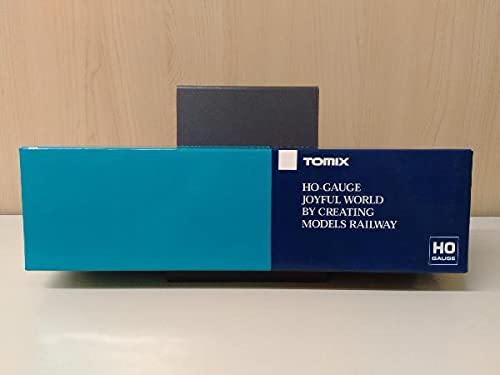 TOMIX
HO-GAUGE
JOYFUL WORLD
BY CREATING
MODELS RAILWAY
HO
GAUGE